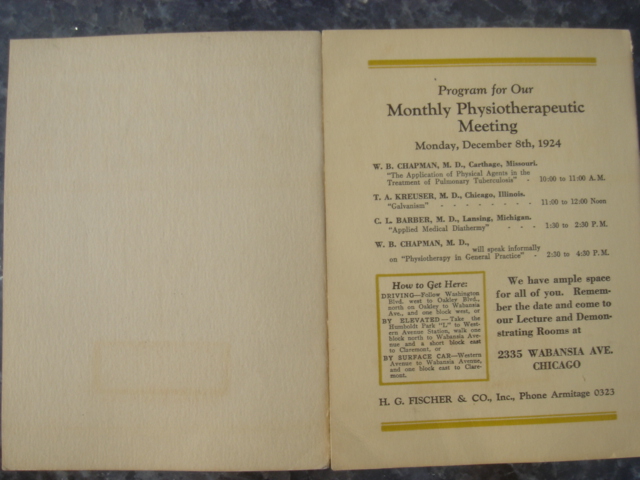 Program for Our
Monthly Physiotherapeutic
Meeting
Monday, December 8th, 1924
W. B. CHAPMAN, M. D., Carthage, Missouri.
"The Application of Physical Agents in the
Treatment of Pulmonary Tuberculosis" - 10:00 to 11:00 A.M.
T. A. KREUSER, M. D., Chicago, Illinois.
"Galvanism" - - - - - - - - 11:00 to 12:00 Noon
C. L. BARBER, M. D., Lansing, Michigan.
"Applied Medical Diathermy" - - - 1:30 to 2:30 P.M.
W. B. CHAPMAN, M. D.,
will speak informally
on "Physiotherapy in General Practice" - 2:30 to 4:30 P.M.
How to Get Here:
DRIVING—Follow Washington
Blvd. west to Oakley Blvd.,
north on Oakley to Wabansia
Ave., and one block west, or
BY ELEVATED—Take the
Humboldt Park "L" to West-
ern Avenue Station, walk one
block north to Wabansia Ave-
nue and a short block east
to Claremont, or
BY SURFACE CAR—Western
Avenue to Wabansia Avenue,
and one block east to Clare-
mont.
We have ample space
for all of you. Remem-
ber the date and come to
our Lecture and Demon-
strating Rooms at
2335 WABANSIA AVE.
CHICAGO
H. G. FISCHER & CO., Inc., Phone Armitage 0323